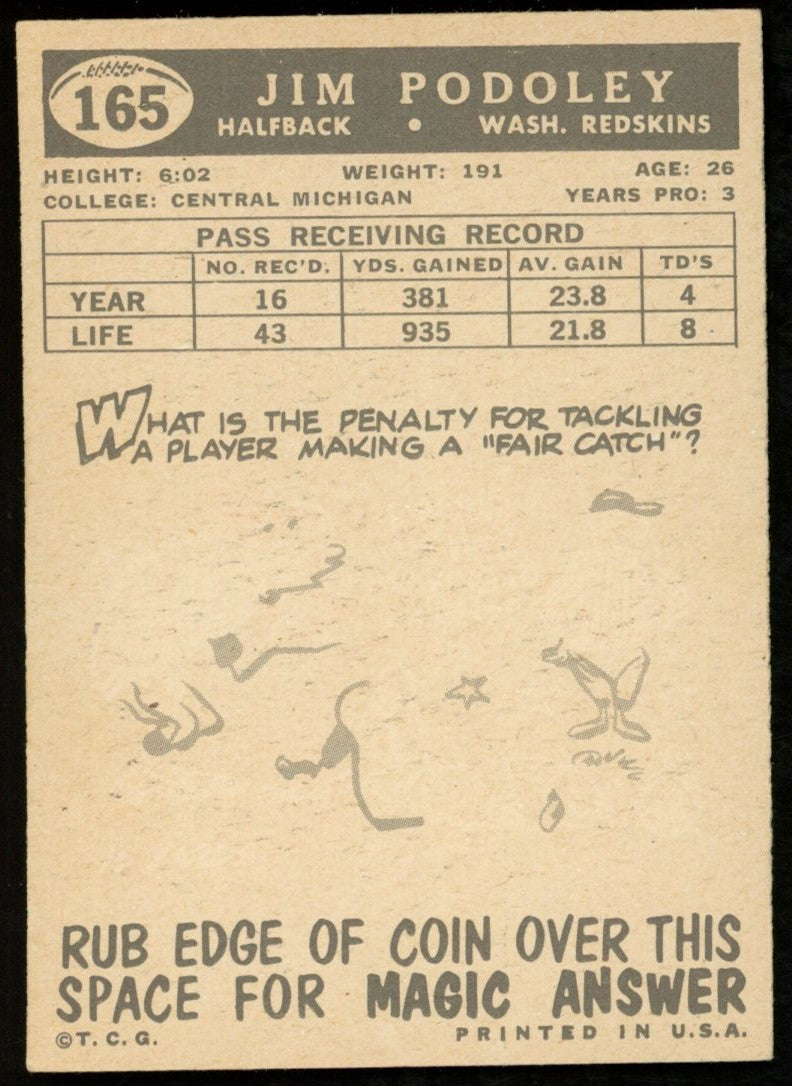 165
JIM PODOLEY
HALFBACK • WASH. REDSKINS
HEIGHT: 6:02 WEIGHT: 191 AGE: 26
COLLEGE: CENTRAL MICHIGAN YEARS PRO: 3
PASS RECEIVING RECORD
NO. REC'D. YDS. GAINED AV. GAIN TD'S
YEAR 16 381 23.8 4
LIFE 43 935 21.8 8
WHAT IS THE PENALTY FOR TACKLING
A PLAYER MAKING A "FAIR CATCH"?
RUB EDGE OF COIN OVER THIS
SPACE FOR MAGIC ANSWER
©T. C. G. PRINTED IN U.S.A.